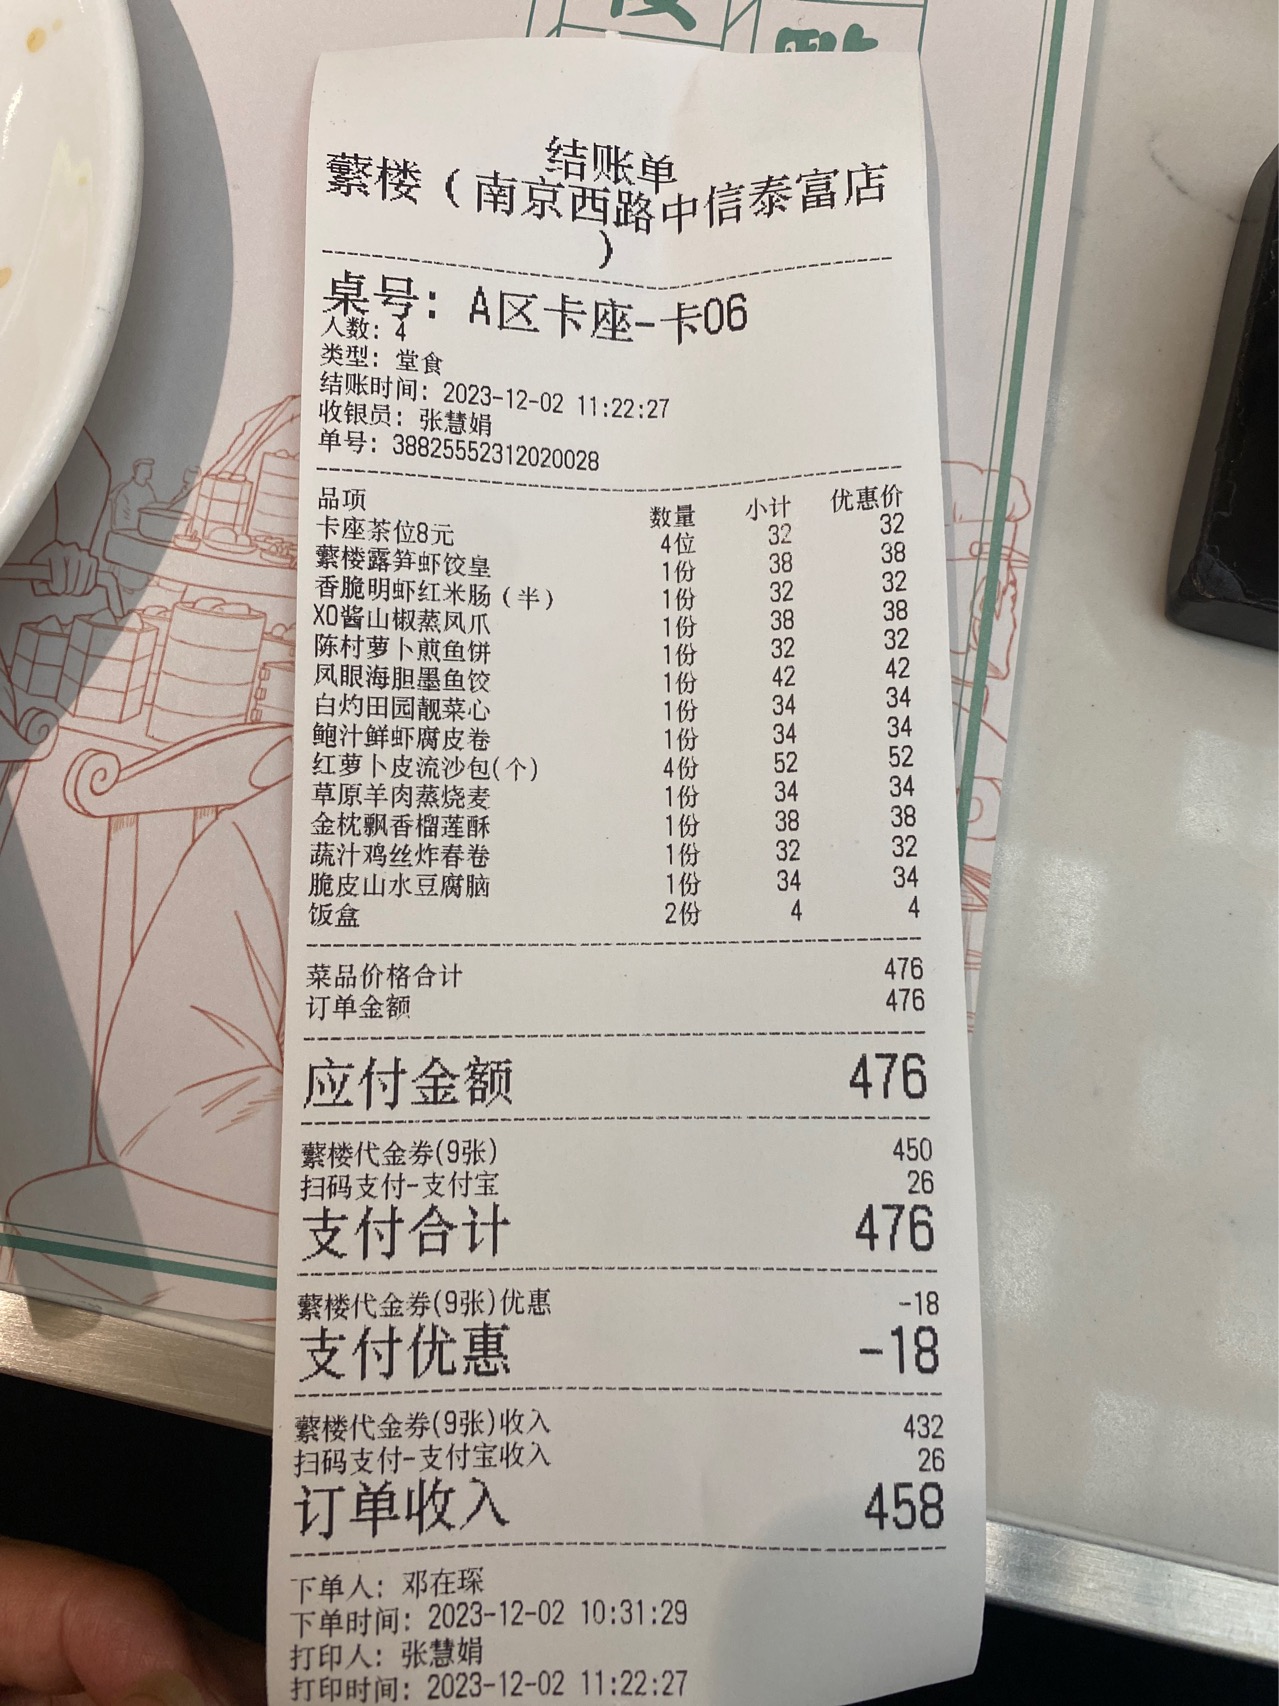 结账单
蘩楼（南京西路中信泰富店
）
桌号：A区卡座-卡06
人数：4
类型：堂食
结账时间：2023-12-02 11:22:27
收银员：张慧娟
单号：38825552312020028
品项 数量 小计 优惠价
卡座茶位8元 4位 32 32
蘩楼露笋虾饺皇 1份 38 38
香脆明虾红米肠（半） 1份 32 32
XO酱山椒蒸凤爪 1份 38 38
陈村萝卜煎鱼饼 1份 32 32
凤眼海胆墨鱼饺 1份 42 42
白灼田园靓菜心 1份 34 34
鲍汁鲜虾腐皮卷 1份 34 34
红萝卜皮流沙包(个) 4份 52 52
草原羊肉蒸烧麦 1份 34 34
金枕飘香榴莲酥 1份 38 38
蔬汁鸡丝炸春卷 1份 32 32
脆皮山水豆腐脑 1份 34 34
饭盒 2份 4 4
菜品价格合计 476
订单金额 476
应付金额 476
蘩楼代金券(9张) 450
扫码支付-支付宝 26
支付合计 476
蘩楼代金券(9张)优惠 -18
支付优惠 -18
蘩楼代金券(9张)收入 432
扫码支付-支付宝收入 26
订单收入 458
下单人：邓在琛
下单时间：2023-12-02 10:31:29
打印人：张慧娟
打印时间：2023-12-02 11:22:27